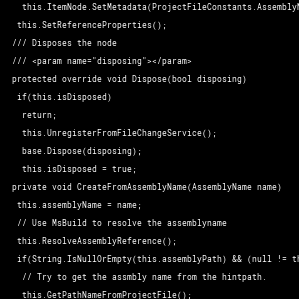 this.ItemNode.SetMetadata(ProjectFileConstants.AssemblyN
this.SetReferenceProperties();
/// Disposes the node
/// <param name="disposing"></param>
protected override void Dispose(bool disposing)
if(this.isDisposed)
return;
this.UnregisterFromFileChangeService();
base.Dispose(disposing);
this.isDisposed = true;
private void CreateFromAssemblyName(AssemblyName name)
this.assemblyName = name;
// Use MsBuild to resolve the assemblyname
this.ResolveAssemblyReference();
if(String.IsNullOrEmpty(this.assemblyPath) && (null != th
// Try to get the assmbly name from the hintpath.
this.GetPathNameFromProjectFile();